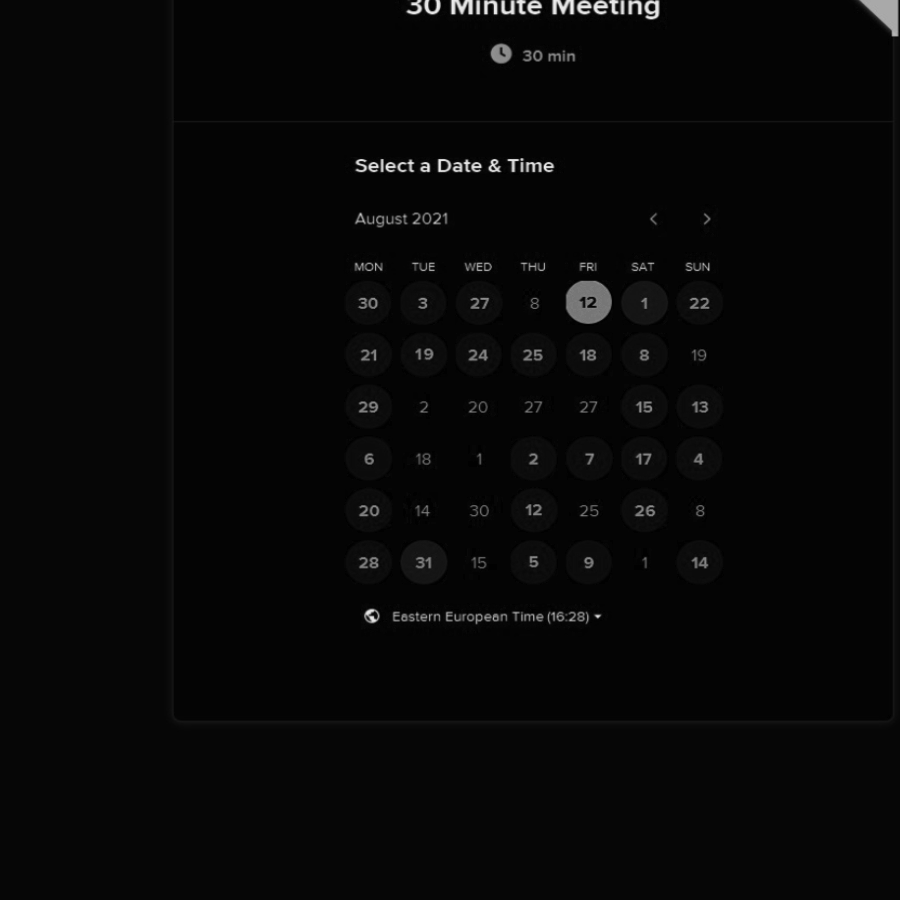 30 Minute Meeting
30 min
Select a Date & Time
August 2021
MON TUE WED THU FRI SAT SUN
30 3 27 8 12 1 22
21 19 24 25 18 8 19
29 2 20 27 27 15 13
6 18 1 2 7 17 4
20 14 30 12 25 26 8
28 31 15 5 9 1 14
Eastern European Time (16:28)